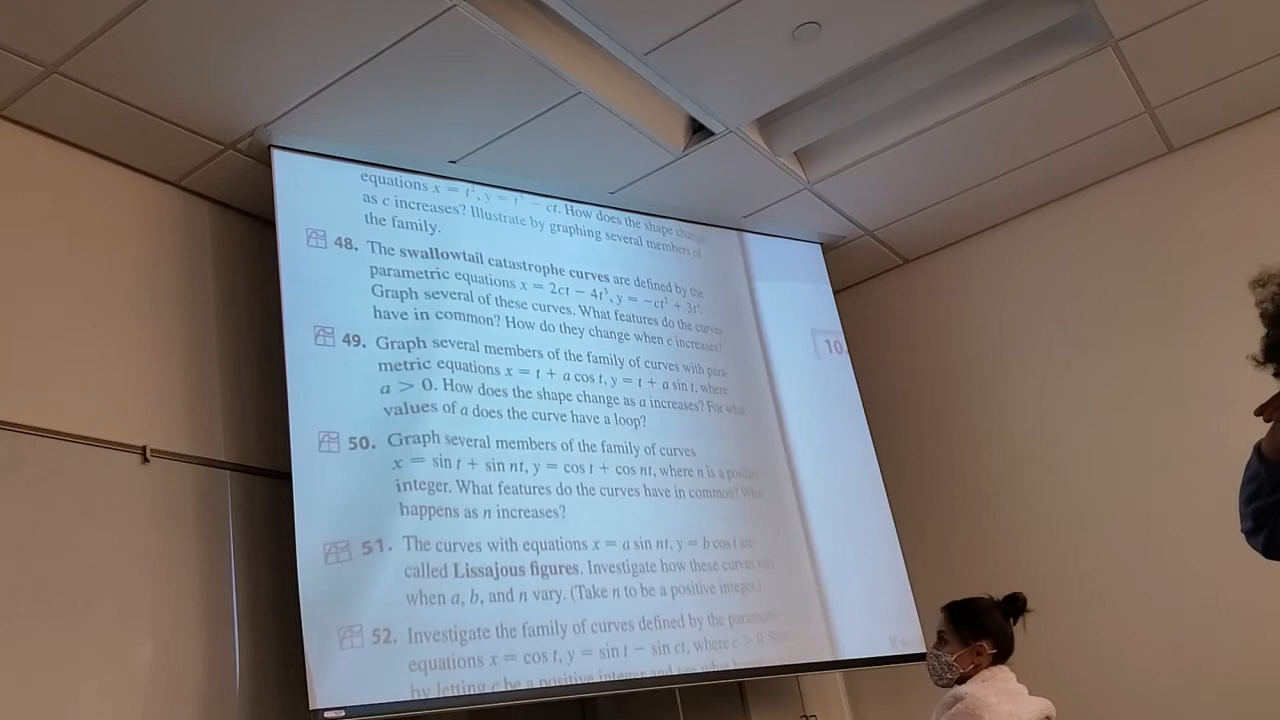 equations x = t², y = t³ − ct. How does the shape change
as c increases? Illustrate by graphing several members of
the family.
48. The swallowtail catastrophe curves are defined by the
parametric equations x = 2ct − 4t³, y = −ct² + 3t⁴.
Graph several of these curves. What features do the curves
have in common? How do they change when c increases?
49. Graph several members of the family of curves with para-
metric equations x = t + a cos t, y = t + a sin t, where
a > 0. How does the shape change as a increases? For what
values of a does the curve have a loop?
50. Graph several members of the family of curves
x = sin t + sin nt, y = cos t + cos nt, where n is a positive
integer. What features do the curves have in common? What
happens as n increases?
51. The curves with equations x = a sin nt, y = b cos t are
called Lissajous figures. Investigate how these curves vary
when a, b, and n vary. (Take n to be a positive integer.)
52. Investigate the family of curves defined by the parametric
equations x = cos t, y = sin t − sin ct, where c > 0.
by letting c be a positive integer and see what
10.